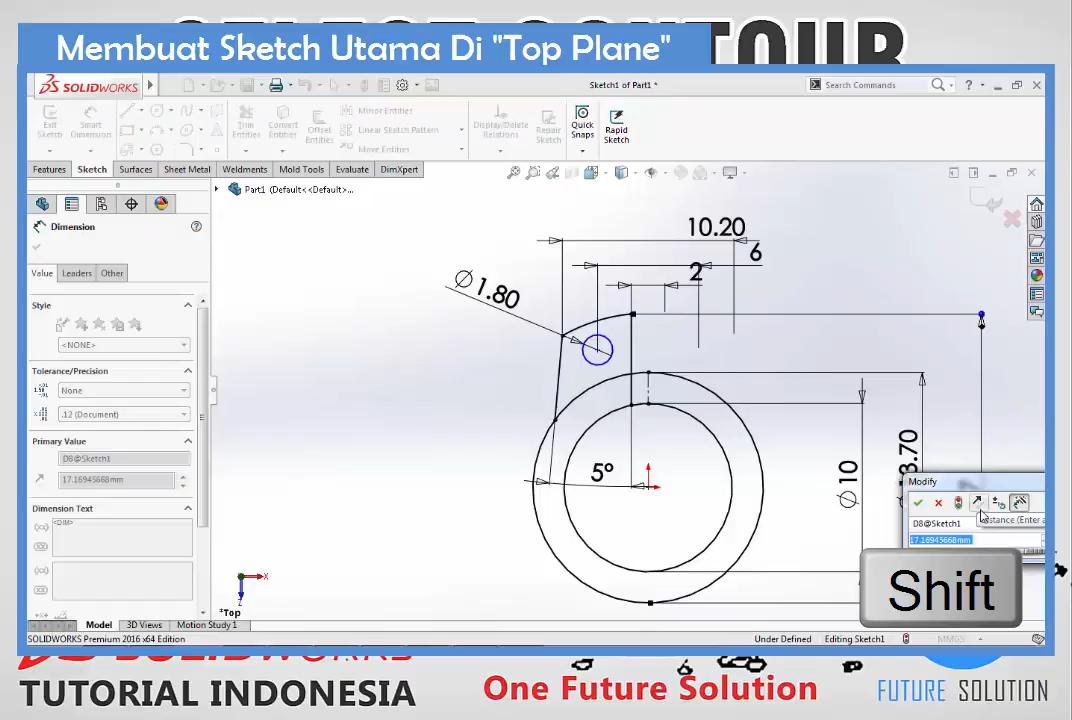 Membuat Sketch Utama Di "Top Plane"
SOLIDWORKS
Sketch1 of Part1 *
Search Commands
Exit Sketch
Smart Dimension
Trim Entities
Convert Entities
Offset Entities
Mirror Entities
Linear Sketch Pattern
Move Entities
Display/Delete Relations
Repair Sketch
Quick Snaps
Rapid Sketch
Features Sketch Surfaces Sheet Metal Weldments Mold Tools Evaluate DimXpert
Part1 (Default<<Default>...
Dimension
Value Leaders Other
Style
<NONE>
Tolerance/Precision
None
.12 (Document)
Primary Value
D8@Sketch1
17.16945668mm
Dimension Text
<DIM>
10.20
6
2
Ø 1.80
5°
Ø10
Modify
D8@Sketch1
17.16945668mm
Shift
*Top
X
Z
Model 3D Views Motion Study 1
SOLIDWORKS Premium 2016 x64 Edition
Under Defined Editing Sketch1 MMGS
TUTORIAL INDONESIA
One Future Solution
FUTURE SOLUTION